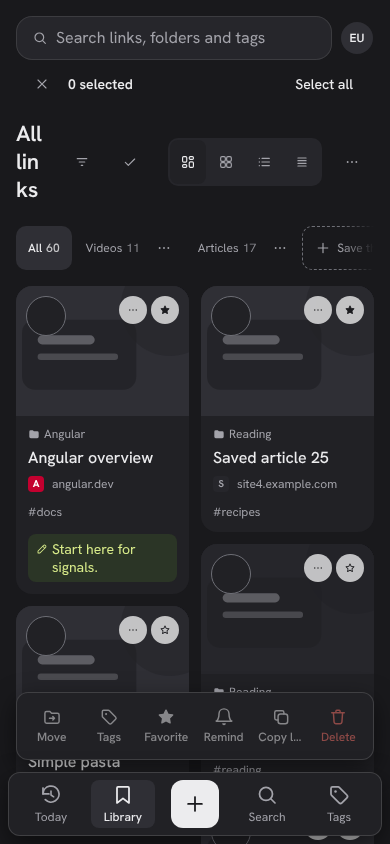 Search links, folders and tags
EU
0 selected
Select all
All
lin
ks
All 60
Videos 11
Articles 17
Save
Angular
Angular overview
A
angular.dev
#docs
Start here for
signals.
Reading
Saved article 25
S
site4.example.com
#recipes
Reading
Move
Tags
Favorite
Remind
Copy l...
Delete
Simple pasta
#reading
Today
Library
Search
Tags